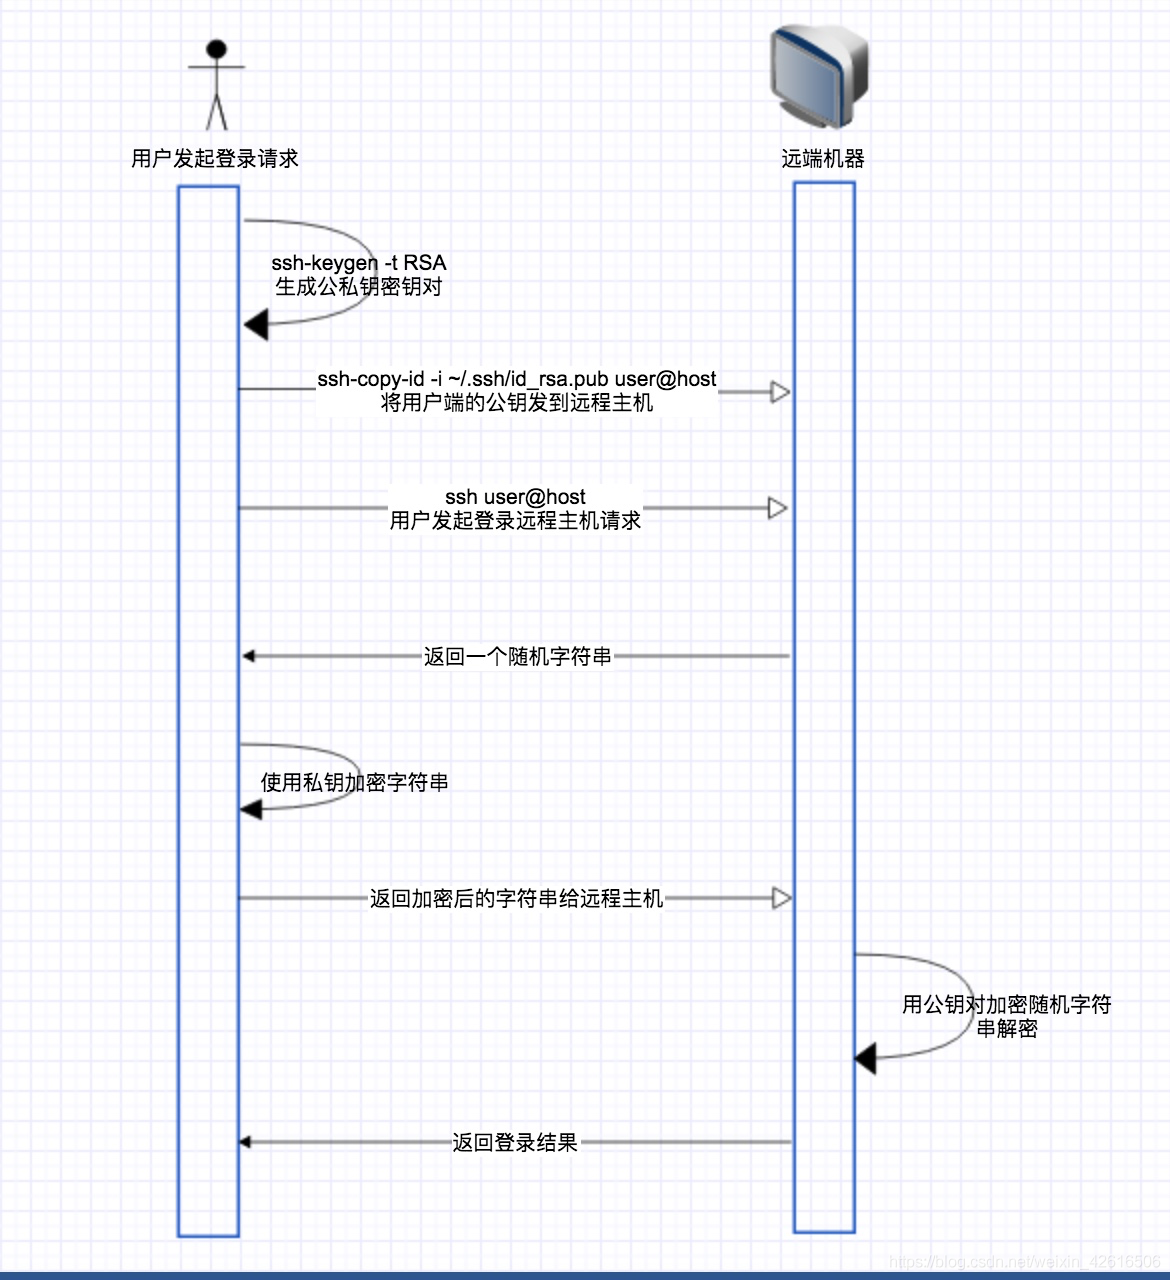 用户发起登录请求
远端机器
ssh-keygen -t RSA
生成公私钥密钥对
ssh-copy-id -i ~/.ssh/id_rsa.pub user@host
将用户端的公钥发到远程主机
ssh user@host
用户发起登录远程主机请求
返回一个随机字符串
使用私钥加密字符串
返回加密后的字符串给远程主机
用公钥对加密随机字符
串解密
返回登录结果
https://blog.csdn.net/weixin_42616506